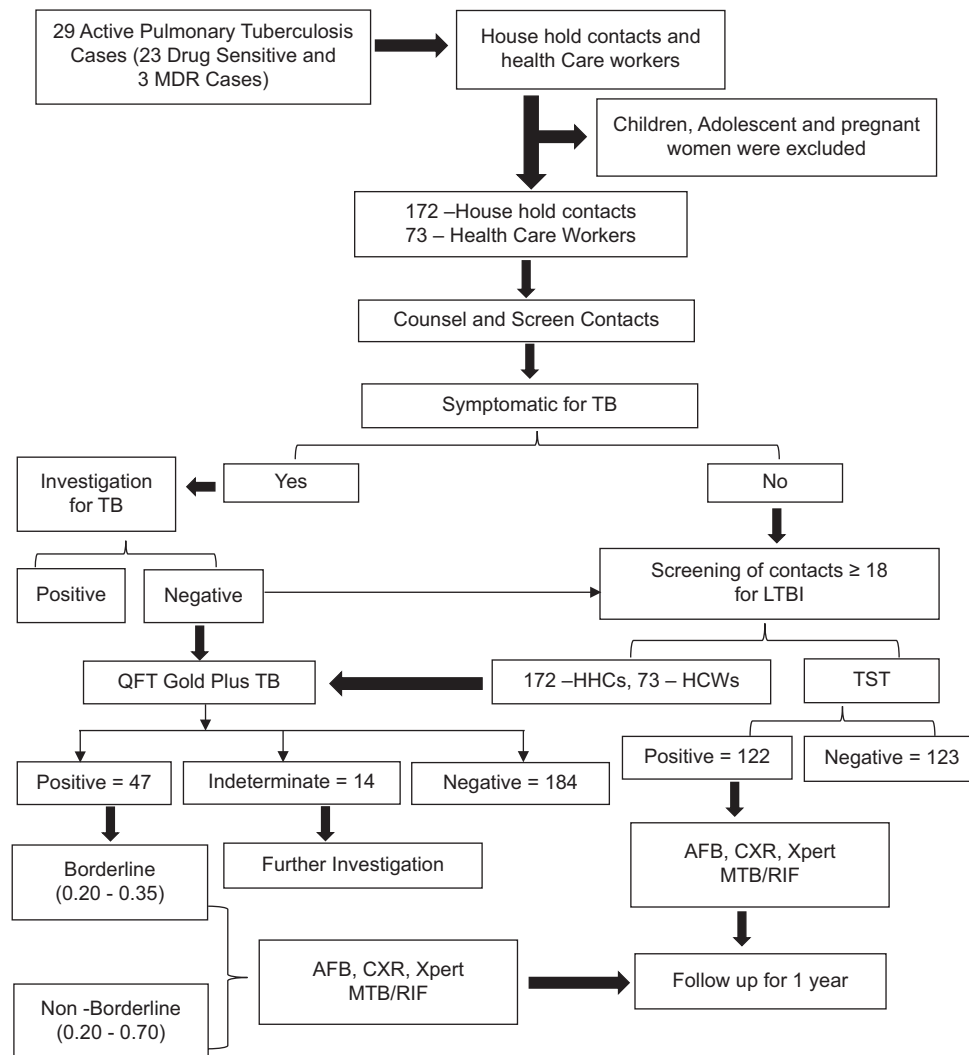 29 Active Pulmonary Tuberculosis
Cases (23 Drug Sensitive and
3 MDR Cases)
House hold contacts and
health Care workers
Children, Adolescent and pregnant
women were excluded
172 –House hold contacts
73 – Health Care Workers
Counsel and Screen Contacts
Symptomatic for TB
Yes
No
Investigation
for TB
Positive
Negative
Screening of contacts ≥ 18
for LTBI
QFT Gold Plus TB
172 –HHCs, 73 – HCWs
TST
Positive = 47
Indeterminate = 14
Negative = 184
Positive = 122
Negative = 123
Borderline
(0.20 - 0.35)
Further Investigation
AFB, CXR, Xpert
MTB/RIF
Non -Borderline
(0.20 - 0.70)
AFB, CXR, Xpert
MTB/RIF
Follow up for 1 year